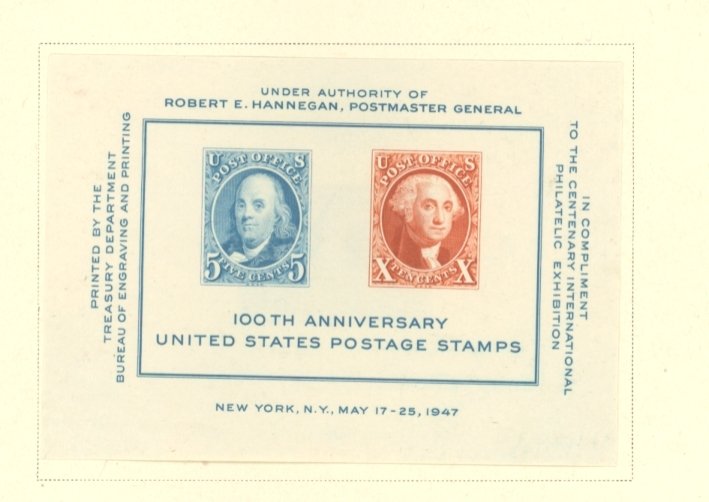 UNDER AUTHORITY OF
ROBERT E. HANNEGAN, POSTMASTER GENERAL
PRINTED BY THE
TREASURY DEPARTMENT
BUREAU OF ENGRAVING AND PRINTING
U S
POST OFFICE
5 FIVE CENTS 5
U S
POST OFFICE
X TEN CENTS X
IN COMPLIMENT
TO THE CENTENARY INTERNATIONAL
PHILATELIC EXHIBITION
100TH ANNIVERSARY
UNITED STATES POSTAGE STAMPS
NEW YORK, N.Y., MAY 17-25, 1947